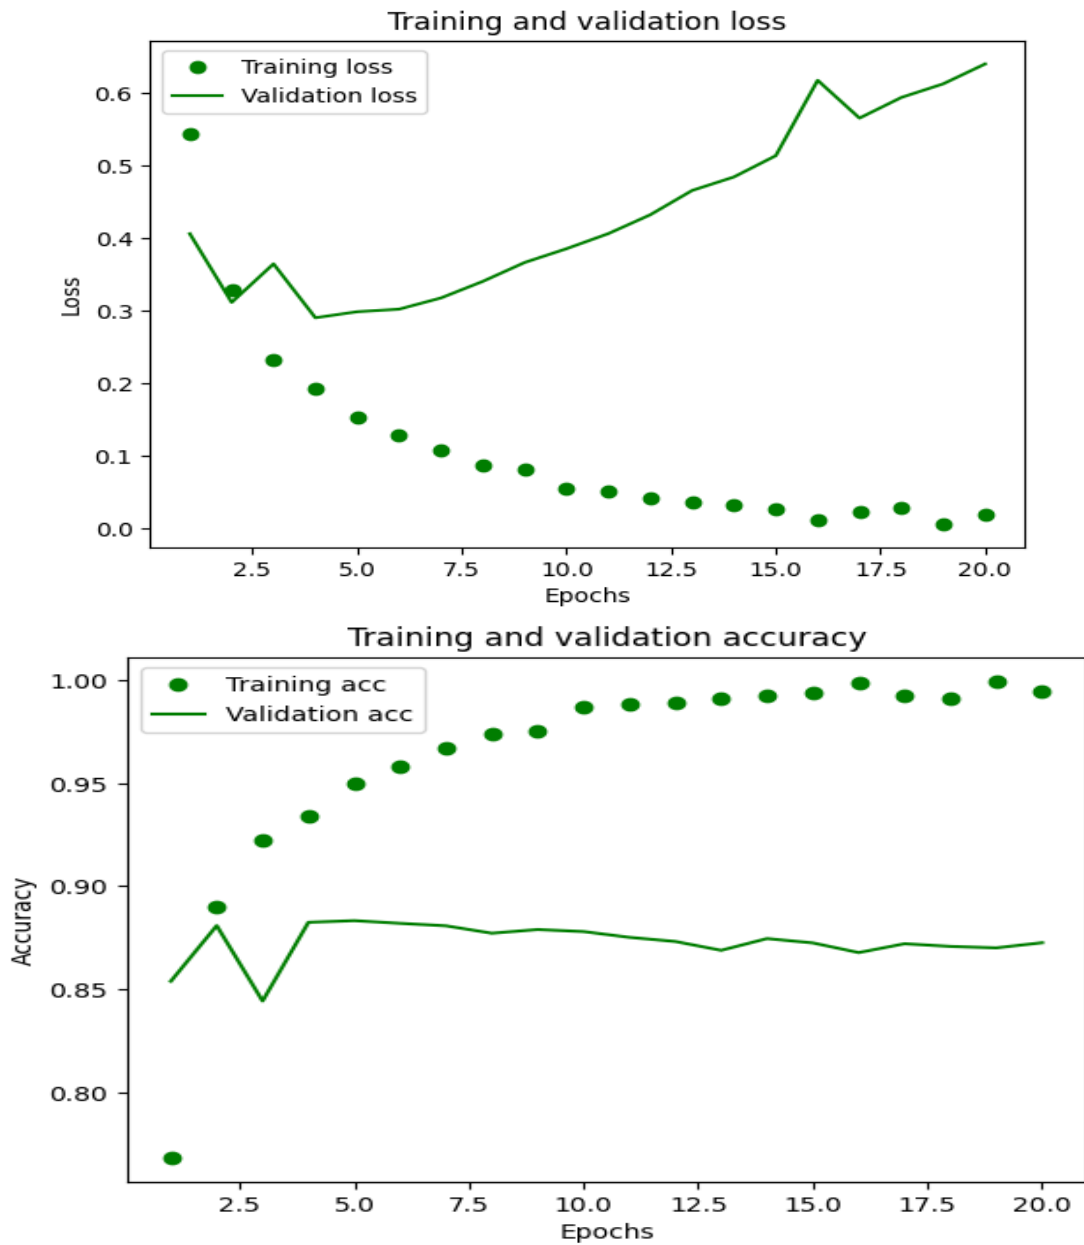 Training and validation loss
Training loss
Validation loss
0.6
0.5
0.4
0.3
0.2
0.1
0.0
Loss
2.5 5.0 7.5 10.0 12.5 15.0 17.5 20.0
Epochs
Training and validation accuracy
Training acc
Validation acc
1.00
0.95
0.90
0.85
0.80
Accuracy
2.5 5.0 7.5 10.0 12.5 15.0 17.5 20.0
Epochs